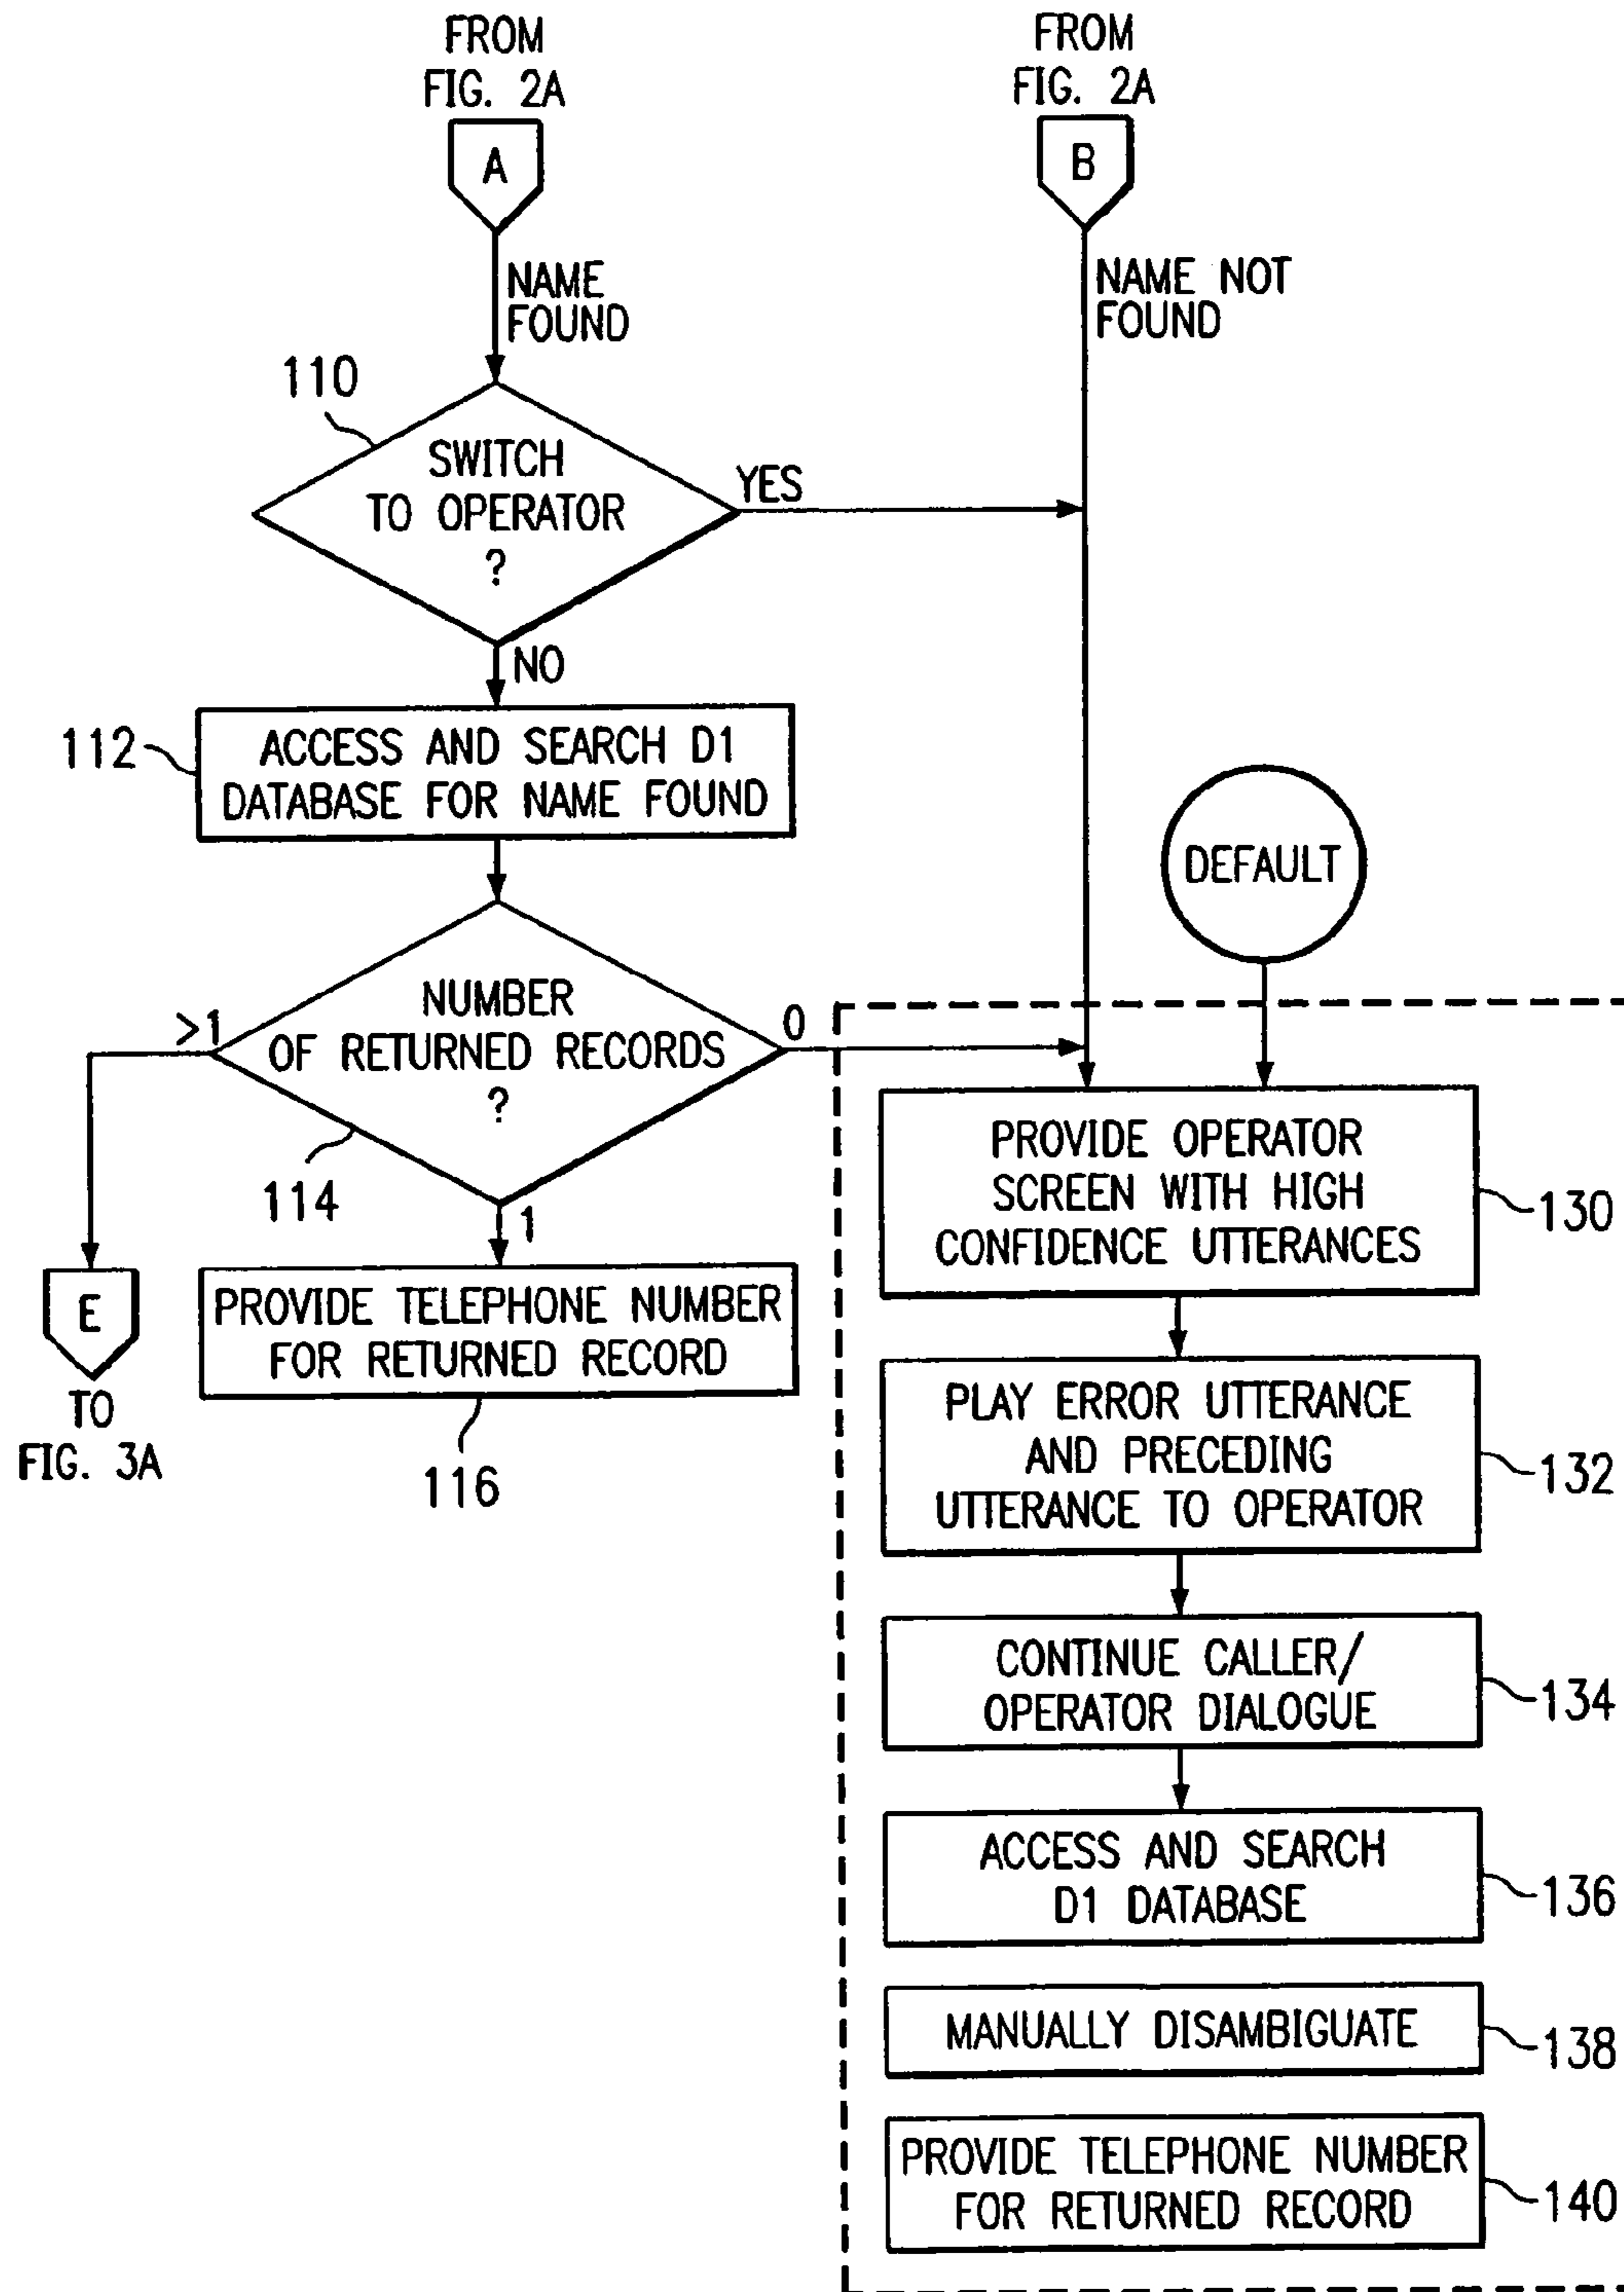 FROM
FIG. 2A
A
NAME
FOUND
110
SWITCH
TO OPERATOR
?
YES
NO
112
ACCESS AND SEARCH D1
DATABASE FOR NAME FOUND
NUMBER
OF RETURNED RECORDS
?
>1
0
1
114
E
TO
FIG. 3A
PROVIDE TELEPHONE NUMBER
FOR RETURNED RECORD
116
FROM
FIG. 2A
B
NAME NOT
FOUND
DEFAULT
PROVIDE OPERATOR
SCREEN WITH HIGH
CONFIDENCE UTTERANCES
130
PLAY ERROR UTTERANCE
AND PRECEDING
UTTERANCE TO OPERATOR
132
CONTINUE CALLER/
OPERATOR DIALOGUE
134
ACCESS AND SEARCH
D1 DATABASE
136
MANUALLY DISAMBIGUATE
138
PROVIDE TELEPHONE NUMBER
FOR RETURNED RECORD
140